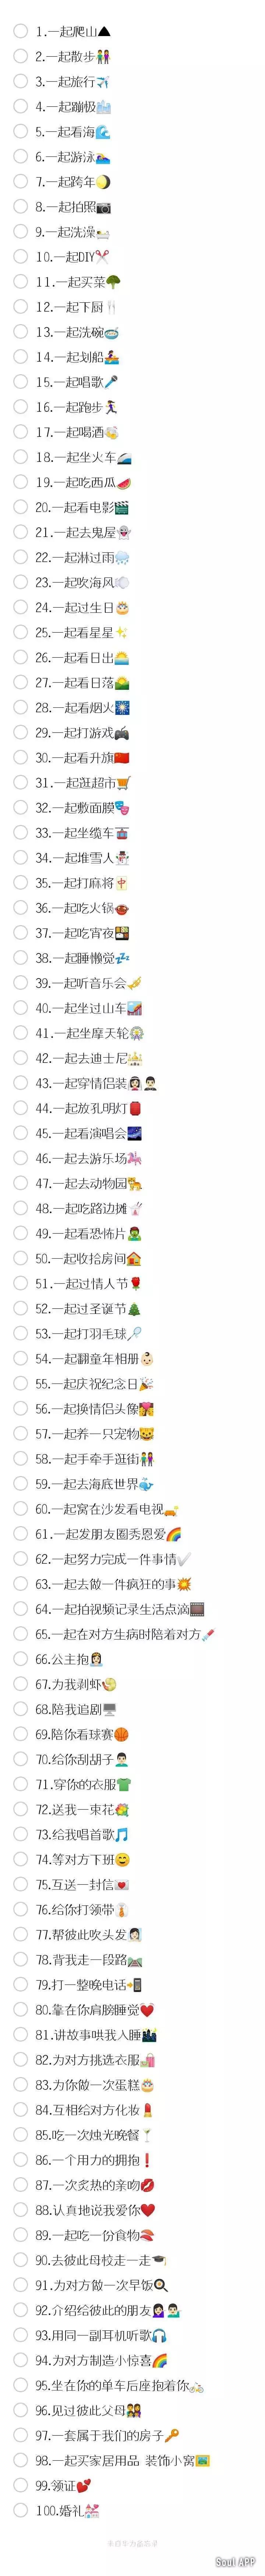 1.一起爬山
2.一起散步👫
3.一起旅行✈️
4.一起蹦极
5.一起看海🌊
6.一起游泳🏊‍♀️
7.一起跨年🌖
8.一起拍照📷
9.一起洗澡
10.一起DIY✂️
11.一起买菜🥦
12.一起下厨🍴
13.一起洗碗
14.一起划船🚣‍♀️
15.一起唱歌🎤
16.一起跑步🏃‍♀️
17.一起喝酒🍻
18.一起坐火车
19.一起吃西瓜🍉
20.一起看电影🎬
21.一起去鬼屋👻
22.一起淋过雨🌧
23.一起吹海风💨
24.一起过生日🎂
25.一起看星星✨
26.一起看日出🌅
27.一起看日落🌄
28.一起看烟火🎆
29.一起打游戏🎮
30.一起看升旗🇨🇳
31.一起逛超市🛒
32.一起敷面膜🎭
33.一起坐缆车🚠
34.一起堆雪人⛄
35.一起打麻将🀄
36.一起吃火锅
37.一起吃宵夜🍱
38.一起睡懒觉💤
39.一起听音乐会🎺
40.一起坐过山车🎢
41.一起坐摩天轮🎡
42.一起去迪士尼
43.一起穿情侣装
44.一起放孔明灯🏮
45.一起看演唱会🌌
46.一起去游乐场🎠
47.一起去动物园🐆
48.一起吃路边摊
49.一起看恐怖片🧟
50.一起收拾房间🏠
51.一起过情人节🌹
52.一起过圣诞节🎄
53.一起打羽毛球
54.一起翻童年相册👶
55.一起庆祝纪念日🎉
56.一起换情侣头像
57.一起养一只宠物😺
58.一起手牵手逛街👫
59.一起去海底世界🐳
60.一起窝在沙发看电视
61.一起发朋友圈秀恩爱🌈
62.一起努力完成一件事情✔️
63.一起去做一件疯狂的事💥
64.一起拍视频记录生活点滴🎞
65.一起在对方生病时陪着对方
66.公主抱
67.为我剥虾
68.陪我追剧🖥
69.陪你看球赛🏀
70.给你刮胡子
71.穿你的衣服👕
72.送我一束花💐
73.给我唱首歌🎵
74.等对方下班😊
75.互送一封信💌
76.给你打领带👔
77.帮彼此吹头发
78.背我走一段路🛤
79.打一整晚电话📲
80.靠在你肩膀睡觉❤️
81.讲故事哄我入睡
82.为对方挑选衣服🛍
83.为你做一次蛋糕🎂
84.互相给对方化妆💄
85.吃一次烛光晚餐🍸
86.一个用力的拥抱❗
87.一次炙热的亲吻💋
88.认真地说我爱你❤️
89.一起吃一份食物🍣
90.去彼此母校走一走🎓
91.为对方做一次早饭🍳
92.介绍给彼此的朋友
93.用同一副耳机听歌🎧
94.为对方制造小惊喜🌈
95.坐在你的单车后座抱着你🚲
96.见过彼此父母
97.一套属于我们的房子🔑
98.一起买家居用品 装饰小窝🖼
99.领证💕
100.婚礼💒
Soul APP